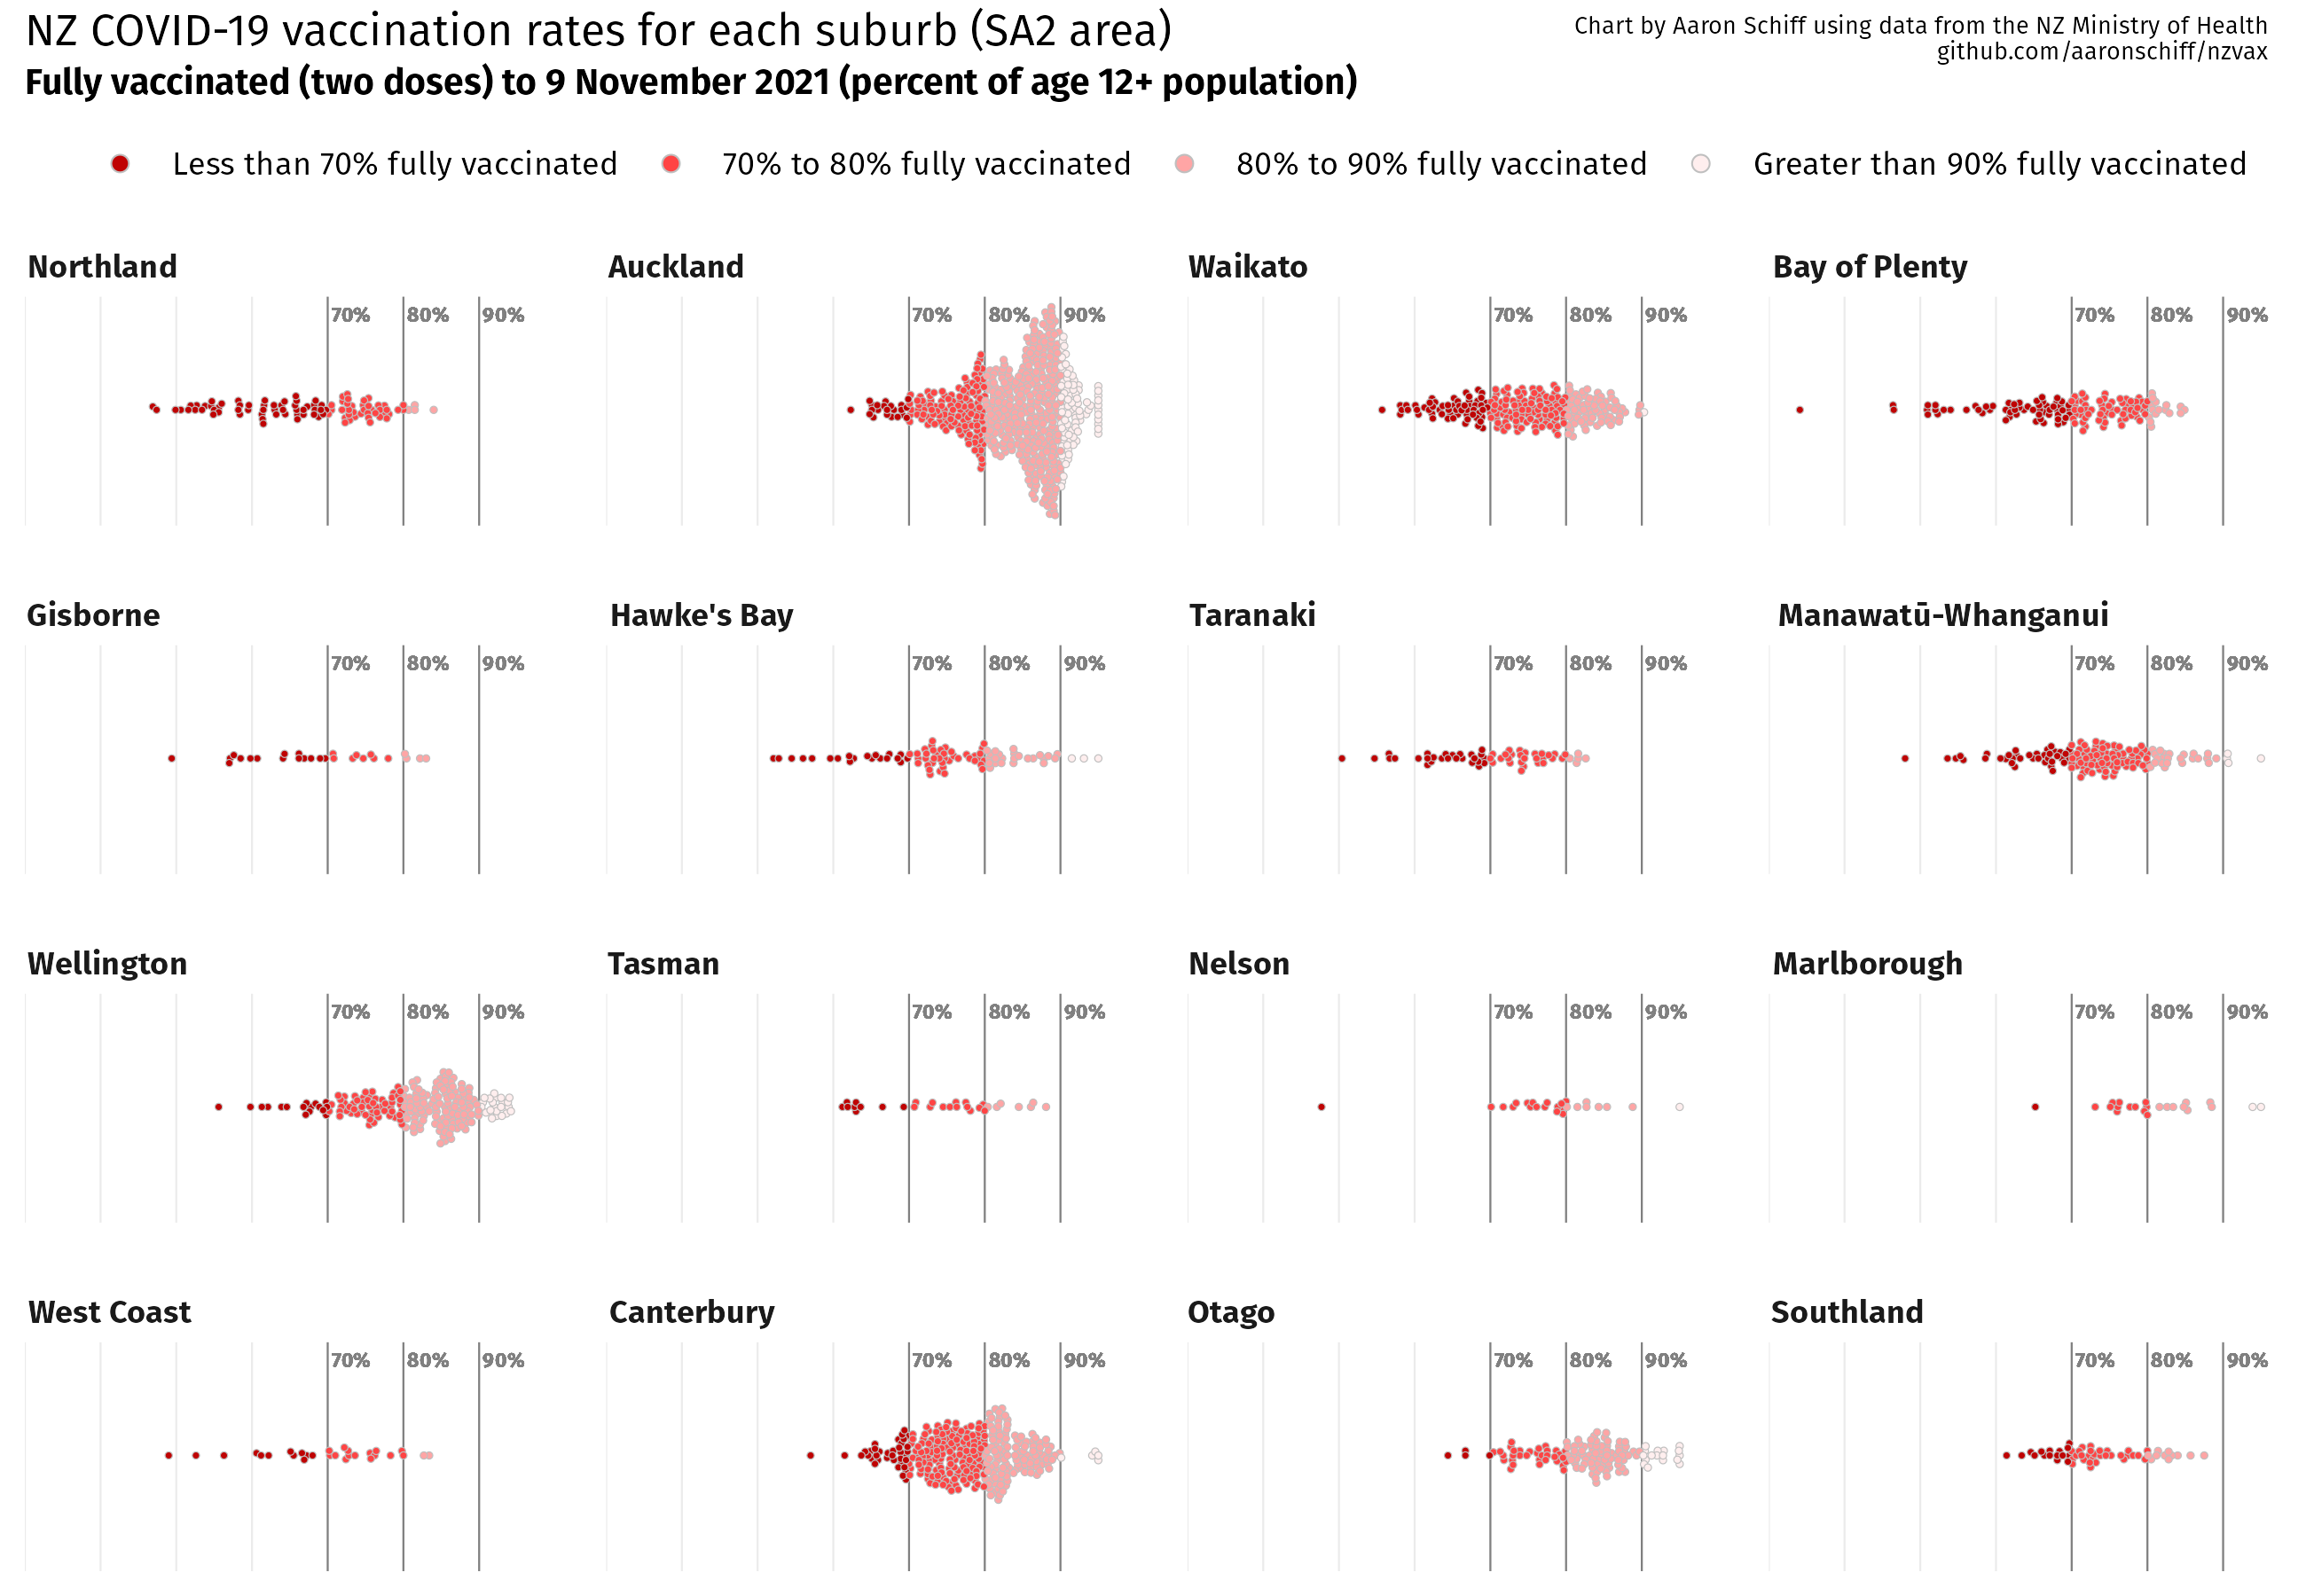 NZ COVID-19 vaccination rates for each suburb (SA2 area)
Fully vaccinated (two doses) to 9 November 2021 (percent of age 12+ population)
Chart by Aaron Schiff using data from the NZ Ministry of Health
github.com/aaronschiff/nzvax
Less than 70% fully vaccinated
70% to 80% fully vaccinated
80% to 90% fully vaccinated
Greater than 90% fully vaccinated
Northland
70% 80% 90%
Auckland
70% 80% 90%
Waikato
70% 80% 90%
Bay of Plenty
70% 80% 90%
Gisborne
70% 80% 90%
Hawke's Bay
70% 80% 90%
Taranaki
70% 80% 90%
Manawatū-Whanganui
70% 80% 90%
Wellington
70% 80% 90%
Tasman
70% 80% 90%
Nelson
70% 80% 90%
Marlborough
70% 80% 90%
West Coast
70% 80% 90%
Canterbury
70% 80% 90%
Otago
70% 80% 90%
Southland
70% 80% 90%